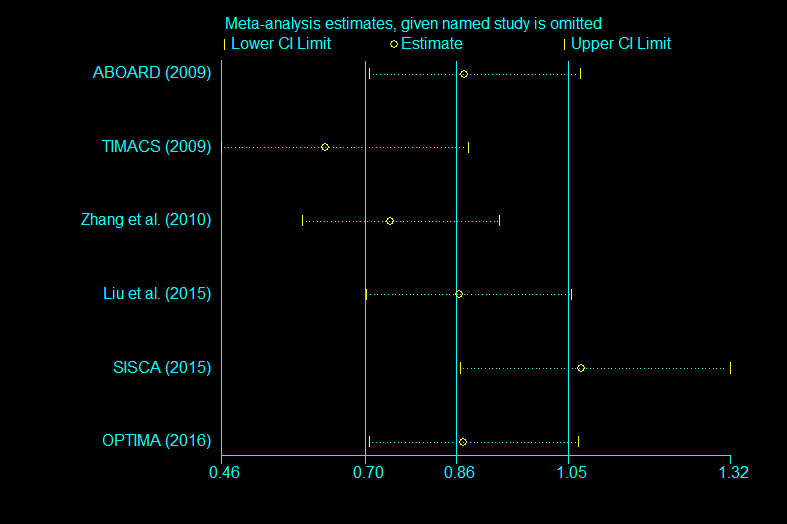 Meta-analysis estimates, given named study is omitted
Lower CI Limit Estimate Upper CI Limit
ABOARD (2009)
TIMACS (2009)
Zhang et al. (2010)
Liu et al. (2015)
SISCA (2015)
OPTIMA (2016)
0.46 0.70 0.86 1.05 1.32